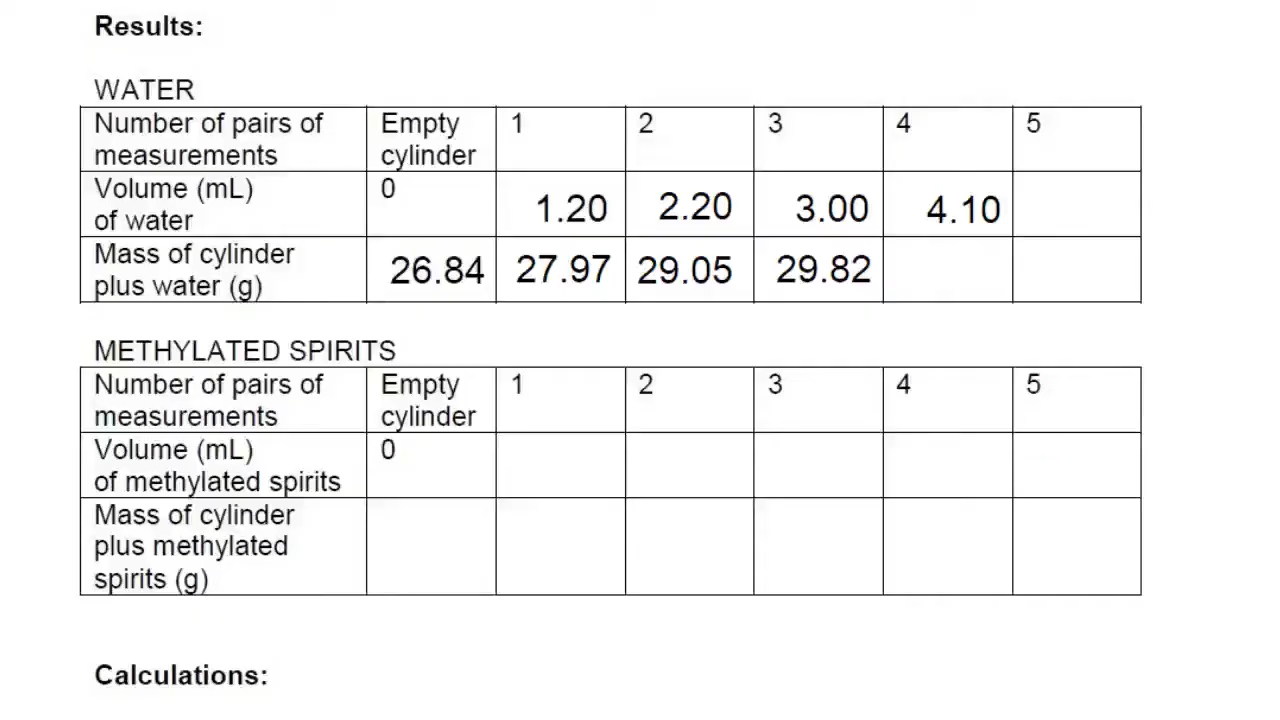 Results:
WATER
Number of pairs of measurements Empty cylinder 1 2 3 4 5
Volume (mL) of water 0 1.20 2.20 3.00 4.10
Mass of cylinder plus water (g) 26.84 27.97 29.05 29.82
METHYLATED SPIRITS
Number of pairs of measurements Empty cylinder 1 2 3 4 5
Volume (mL) of methylated spirits 0
Mass of cylinder plus methylated spirits (g)
Calculations: